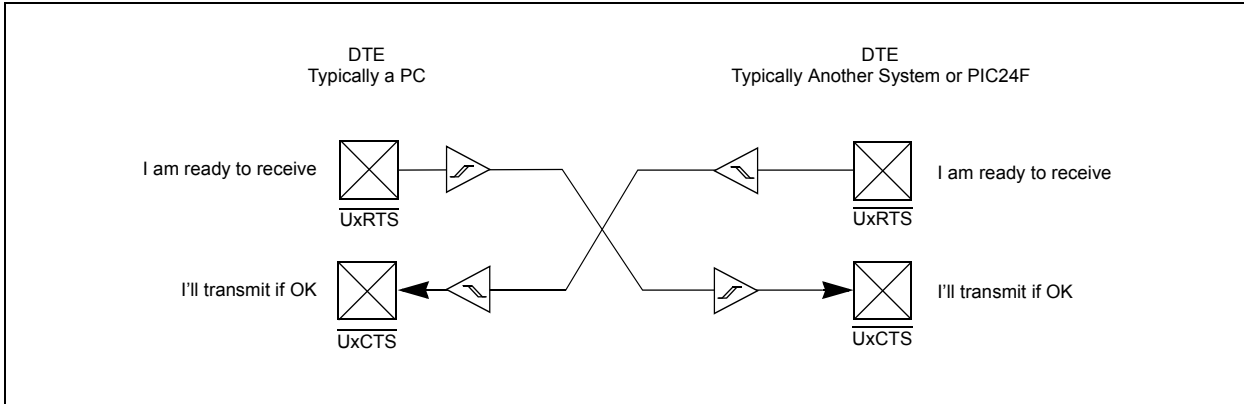 DTE
Typically a PC
DTE
Typically Another System or PIC24F
I am ready to receive
UxRTS
UxRTS
I am ready to receive
I'll transmit if OK
UxCTS
UxCTS
I'll transmit if OK